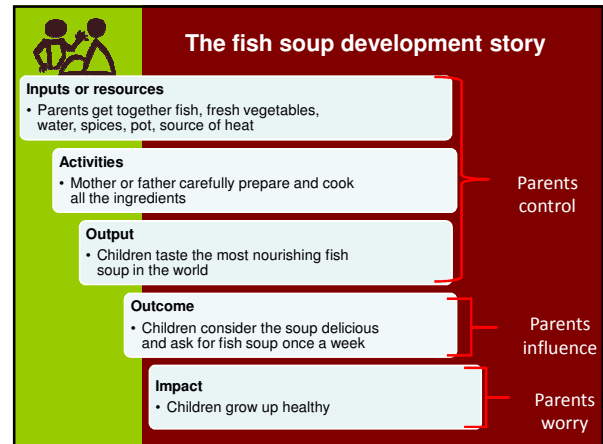 The fish soup development story
Inputs or resources
• Parents get together fish, fresh vegetables,
water, spices, pot, source of heat
Activities
• Mother or father carefully prepare and cook
all the ingredients
Output
• Children taste the most nourishing fish
soup in the world
Parents
control
Outcome
• Children consider the soup delicious
and ask for fish soup once a week
Parents
influence
Impact
• Children grow up healthy
Parents
worry